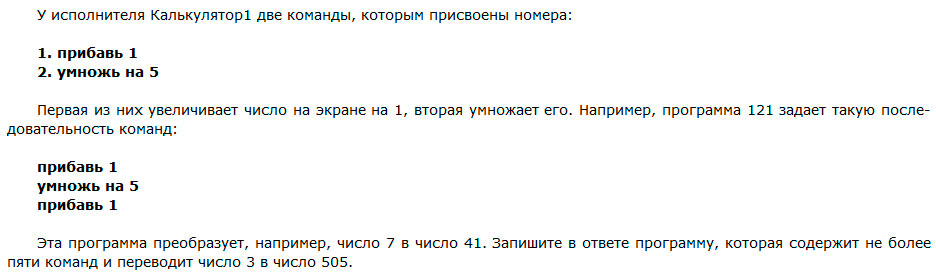 У исполнителя Калькулятор1 две команды, которым присвоены номера:
1. прибавь 1
2. умножь на 5
Первая из них увеличивает число на экране на 1, вторая умножает его. Например, программа 121 задает такую после-
довательность команд:
прибавь 1
умножь на 5
прибавь 1
Эта программа преобразует, например, число 7 в число 41. Запишите в ответе программу, которая содержит не более
пяти команд и переводит число 3 в число 505.